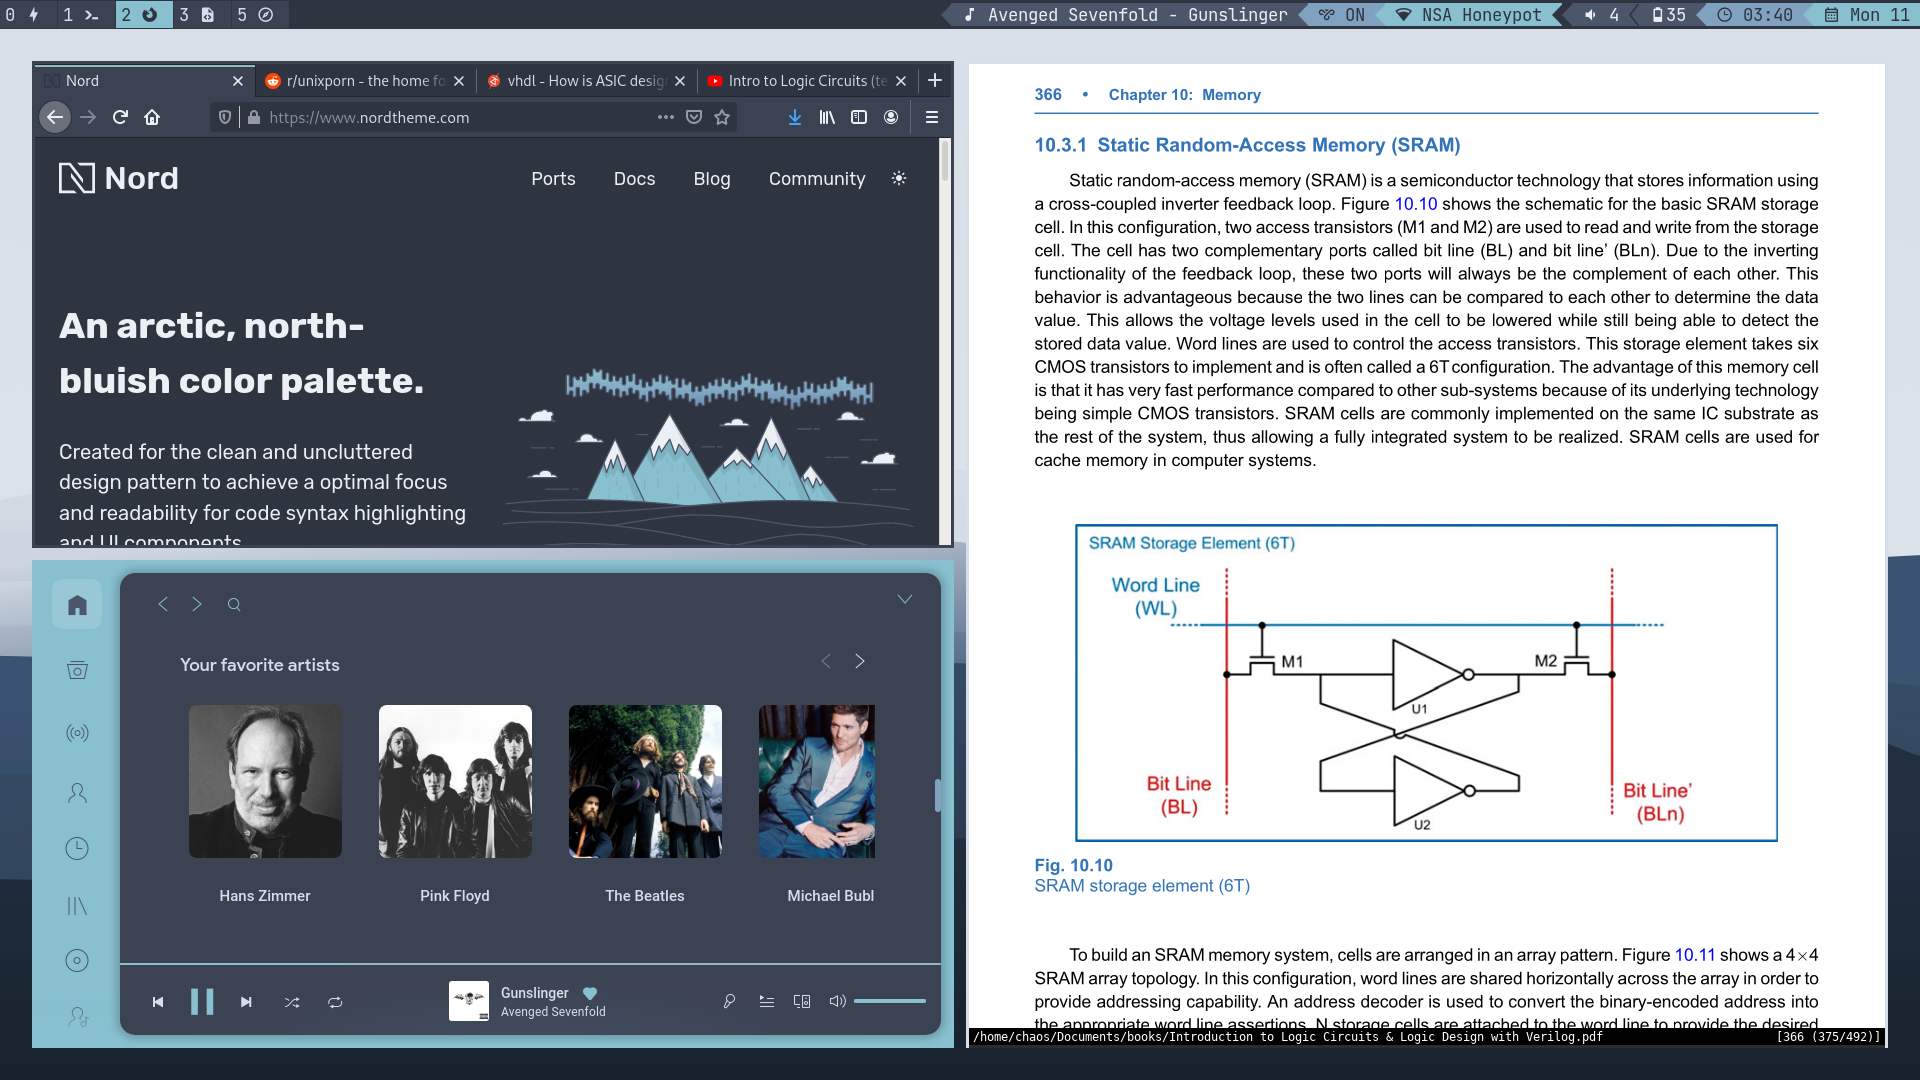 0 1 2 3 5
Avenged Sevenfold - Gunslinger ON NSA Honeypot 4 35 03:40 Mon 11
Nord r/unixporn - the home fo vhdl - How is ASIC desig Intro to Logic Circuits (te
https://www.nordtheme.com
Nord Ports Docs Blog Community
An arctic, north-
bluish color palette.
Created for the clean and uncluttered
design pattern to achieve a optimal focus
and readability for code syntax highlighting
and UI components
Your favorite artists
Hans Zimmer Pink Floyd The Beatles Michael Bubl
Gunslinger
Avenged Sevenfold
366 • Chapter 10: Memory
10.3.1 Static Random-Access Memory (SRAM)
Static random-access memory (SRAM) is a semiconductor technology that stores information using
a cross-coupled inverter feedback loop. Figure 10.10 shows the schematic for the basic SRAM storage
cell. In this configuration, two access transistors (M1 and M2) are used to read and write from the storage
cell. The cell has two complementary ports called bit line (BL) and bit line’ (BLn). Due to the inverting
functionality of the feedback loop, these two ports will always be the complement of each other. This
behavior is advantageous because the two lines can be compared to each other to determine the data
value. This allows the voltage levels used in the cell to be lowered while still being able to detect the
stored data value. Word lines are used to control the access transistors. This storage element takes six
CMOS transistors to implement and is often called a 6T configuration. The advantage of this memory cell
is that it has very fast performance compared to other sub-systems because of its underlying technology
being simple CMOS transistors. SRAM cells are commonly implemented on the same IC substrate as
the rest of the system, thus allowing a fully integrated system to be realized. SRAM cells are used for
cache memory in computer systems.
SRAM Storage Element (6T)
Word Line
(WL)
M1
M2
U1
Bit Line
(BL)
Bit Line’
(BLn)
U2
Fig. 10.10
SRAM storage element (6T)
To build an SRAM memory system, cells are arranged in an array pattern. Figure 10.11 shows a 4×4
SRAM array topology. In this configuration, word lines are shared horizontally across the array in order to
provide addressing capability. An address decoder is used to convert the binary-encoded address into
the appropriate word line assertions. N storage cells are attached to the word line to provide the desired
/home/chaos/Documents/books/Introduction to Logic Circuits & Logic Design with Verilog.pdf [366 (375/492)]